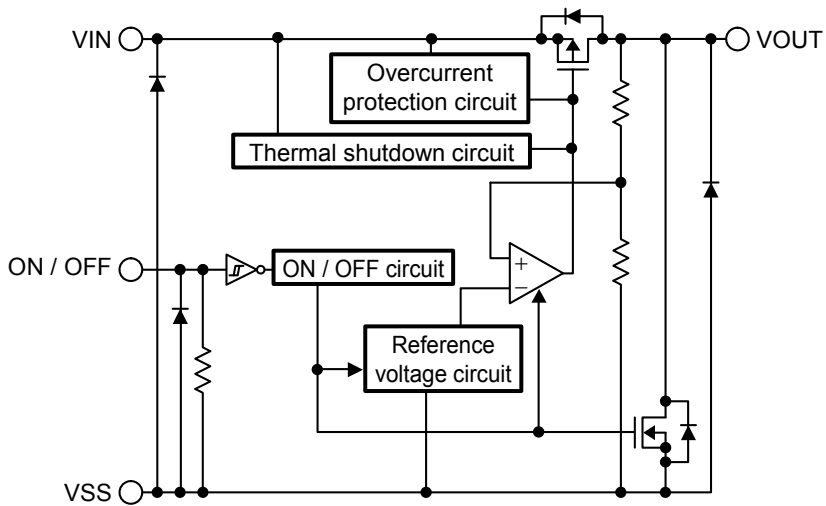 VIN
VOUT
Overcurrent
protection circuit
Thermal shutdown circuit
ON / OFF
ON / OFF circuit
+
−
Reference
voltage circuit
VSS